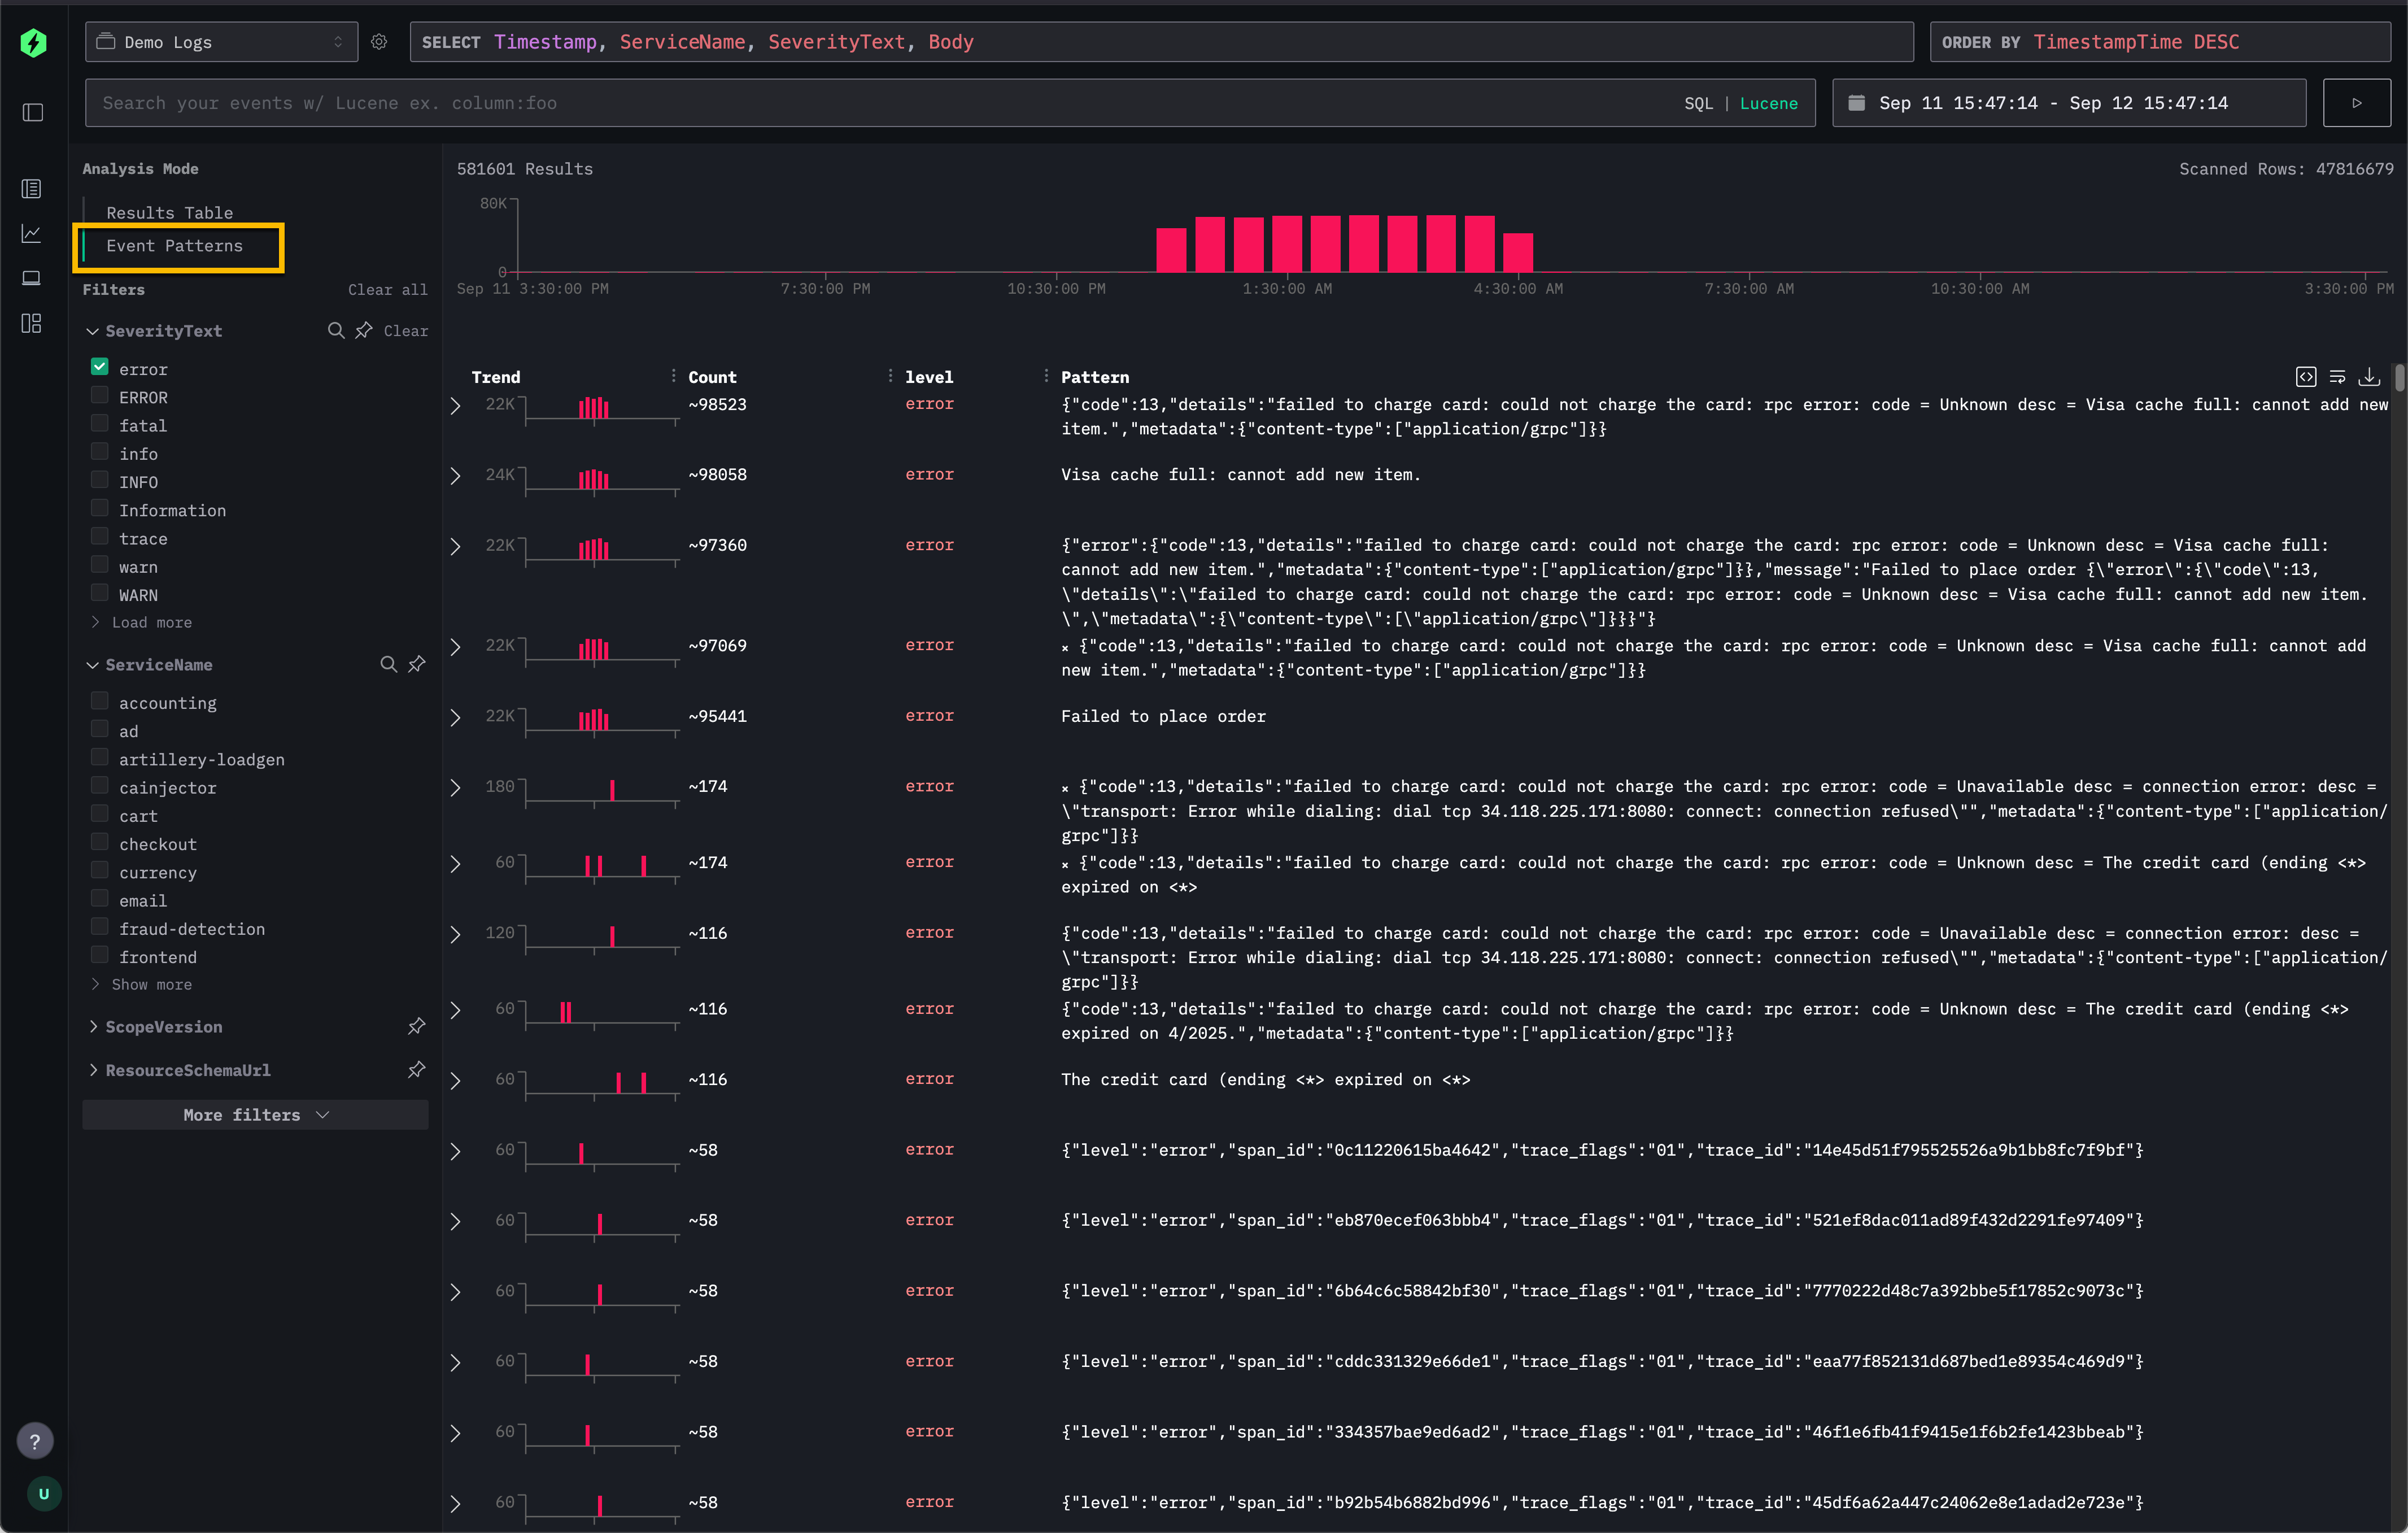 Demo Logs
SELECT Timestamp, ServiceName, SeverityText, Body
ORDER BY TimestampTime DESC
Search your events w/ Lucene ex. column:foo
SQL | Lucene
Sep 11 15:47:14 - Sep 12 15:47:14
Analysis Mode
Results Table
Event Patterns
Filters
Clear all
SeverityText
Clear
error
ERROR
fatal
info
INFO
Information
trace
warn
WARN
Load more
ServiceName
accounting
ad
artillery-loadgen
cainjector
cart
checkout
currency
email
fraud-detection
frontend
Show more
ScopeVersion
ResourceSchemaUrl
More filters
?
U
581601 Results
Scanned Rows: 47816679
80K
0
Sep 11 3:30:00 PM
7:30:00 PM
10:30:00 PM
1:30:00 AM
4:30:00 AM
7:30:00 AM
10:30:00 AM
3:30:00 PM
Trend
Count
level
Pattern
22K
~98523
error
{"code":13,"details":"failed to charge card: could not charge the card: rpc error: code = Unknown desc = Visa cache full: cannot add new
item.","metadata":{"content-type":["application/grpc"]}}
24K
~98058
error
Visa cache full: cannot add new item.
22K
~97360
error
{"error":{"code":13,"details":"failed to charge card: could not charge the card: rpc error: code = Unknown desc = Visa cache full:
cannot add new item.","metadata":{"content-type":["application/grpc"]}},"message":"Failed to place order {\"error\":{\"code\":13,
\"details\":\"failed to charge card: could not charge the card: rpc error: code = Unknown desc = Visa cache full: cannot add new item.
\",\"metadata\":{\"content-type\":[\"application/grpc\"]}}}"}
22K
~97069
error
× {"code":13,"details":"failed to charge card: could not charge the card: rpc error: code = Unknown desc = Visa cache full: cannot add
new item.","metadata":{"content-type":["application/grpc"]}}
22K
~95441
error
Failed to place order
180
~174
error
× {"code":13,"details":"failed to charge card: could not charge the card: rpc error: code = Unavailable desc = connection error: desc =
\"transport: Error while dialing: dial tcp 34.118.225.171:8080: connect: connection refused\"","metadata":{"content-type":["application/
grpc"]}}
60
~174
error
× {"code":13,"details":"failed to charge card: could not charge the card: rpc error: code = Unknown desc = The credit card (ending <*>
expired on <*>
120
~116
error
{"code":13,"details":"failed to charge card: could not charge the card: rpc error: code = Unavailable desc = connection error: desc =
\"transport: Error while dialing: dial tcp 34.118.225.171:8080: connect: connection refused\"","metadata":{"content-type":["application/
grpc"]}}
60
~116
error
{"code":13,"details":"failed to charge card: could not charge the card: rpc error: code = Unknown desc = The credit card (ending <*>
expired on 4/2025.","metadata":{"content-type":["application/grpc"]}}
60
~116
error
The credit card (ending <*> expired on <*>
60
~58
error
{"level":"error","span_id":"0c11220615ba4642","trace_flags":"01","trace_id":"14e45d51f795525526a9b1bb8fc7f9bf"}
60
~58
error
{"level":"error","span_id":"eb870ecef063bbb4","trace_flags":"01","trace_id":"521ef8dac011ad89f432d2291fe97409"}
60
~58
error
{"level":"error","span_id":"6b64c6c58842bf30","trace_flags":"01","trace_id":"7770222d48c7a392bbe5f17852c9073c"}
60
~58
error
{"level":"error","span_id":"cddc331329e66de1","trace_flags":"01","trace_id":"eaa77f852131d687bed1e89354c469d9"}
60
~58
error
{"level":"error","span_id":"334357bae9ed6ad2","trace_flags":"01","trace_id":"46f1e6fb41f9415e1f6b2fe1423bbeab"}
60
~58
error
{"level":"error","span_id":"b92b54b6882bd996","trace_flags":"01","trace_id":"45df6a62a447c24062e8e1adad2e723e"}